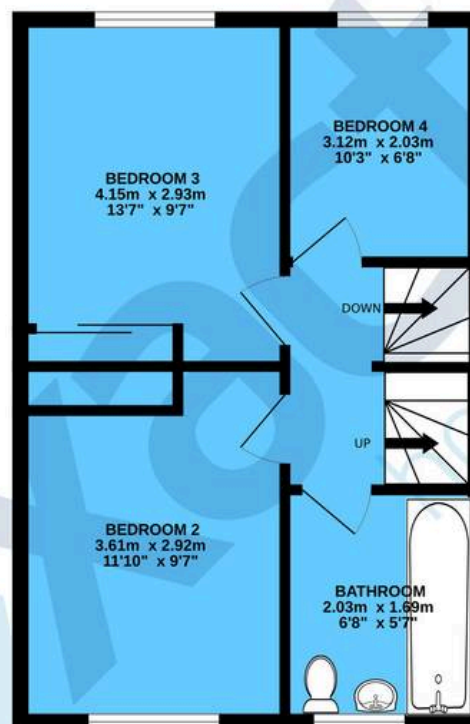 BEDROOM 3
4.15m x 2.93m
13'7" x 9'7"
BEDROOM 4
3.12m x 2.03m
10'3" x 6'8"
DOWN
UP
BEDROOM 2
3.61m x 2.92m
11'10" x 9'7"
BATHROOM
2.03m x 1.69m
6'8" x 5'7"